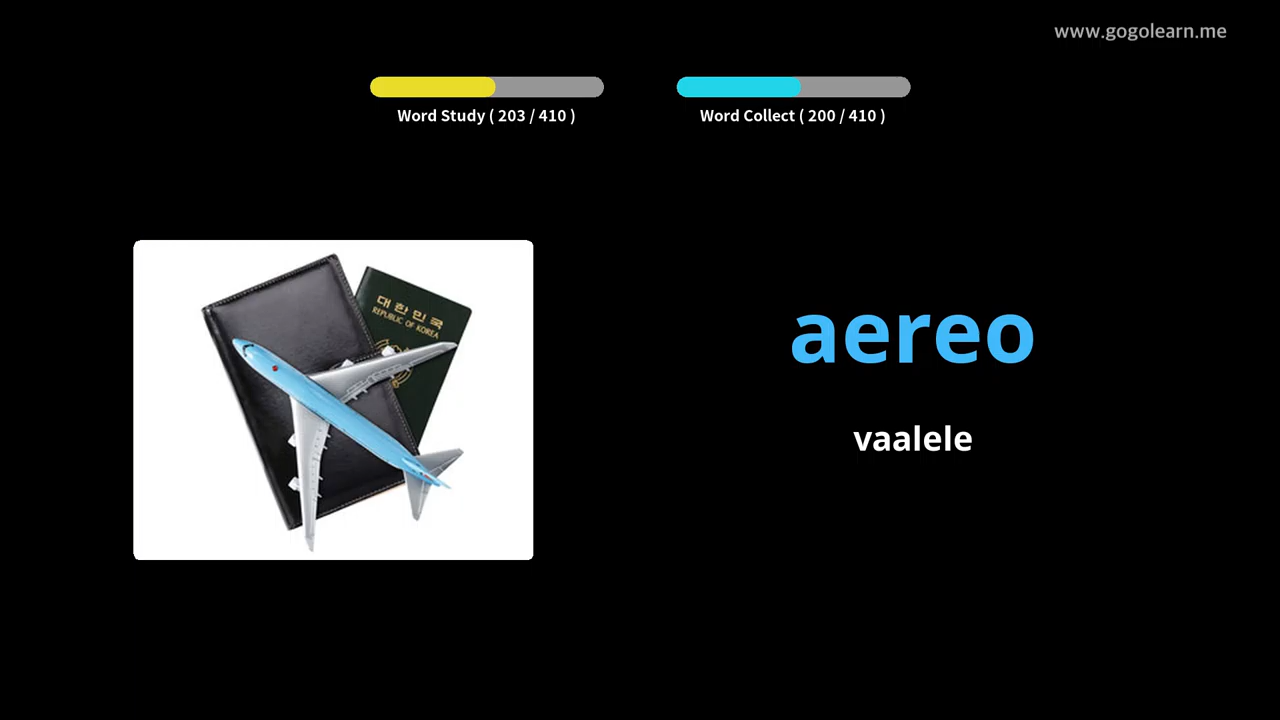 www.gogolearn.me
Word Study ( 203 / 410 )
Word Collect ( 200 / 410 )
대한민국
REPUBLIC OF KOREA
aereo
vaalele